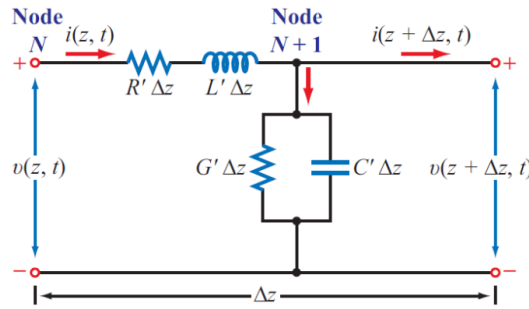 Node
N
Node
N + 1
i(z, t)
i(z + Δz, t)
+
+
R′ Δz
L′ Δz
υ(z, t)
G′ Δz
C′ Δz
υ(z + Δz, t)
−
−
Δz